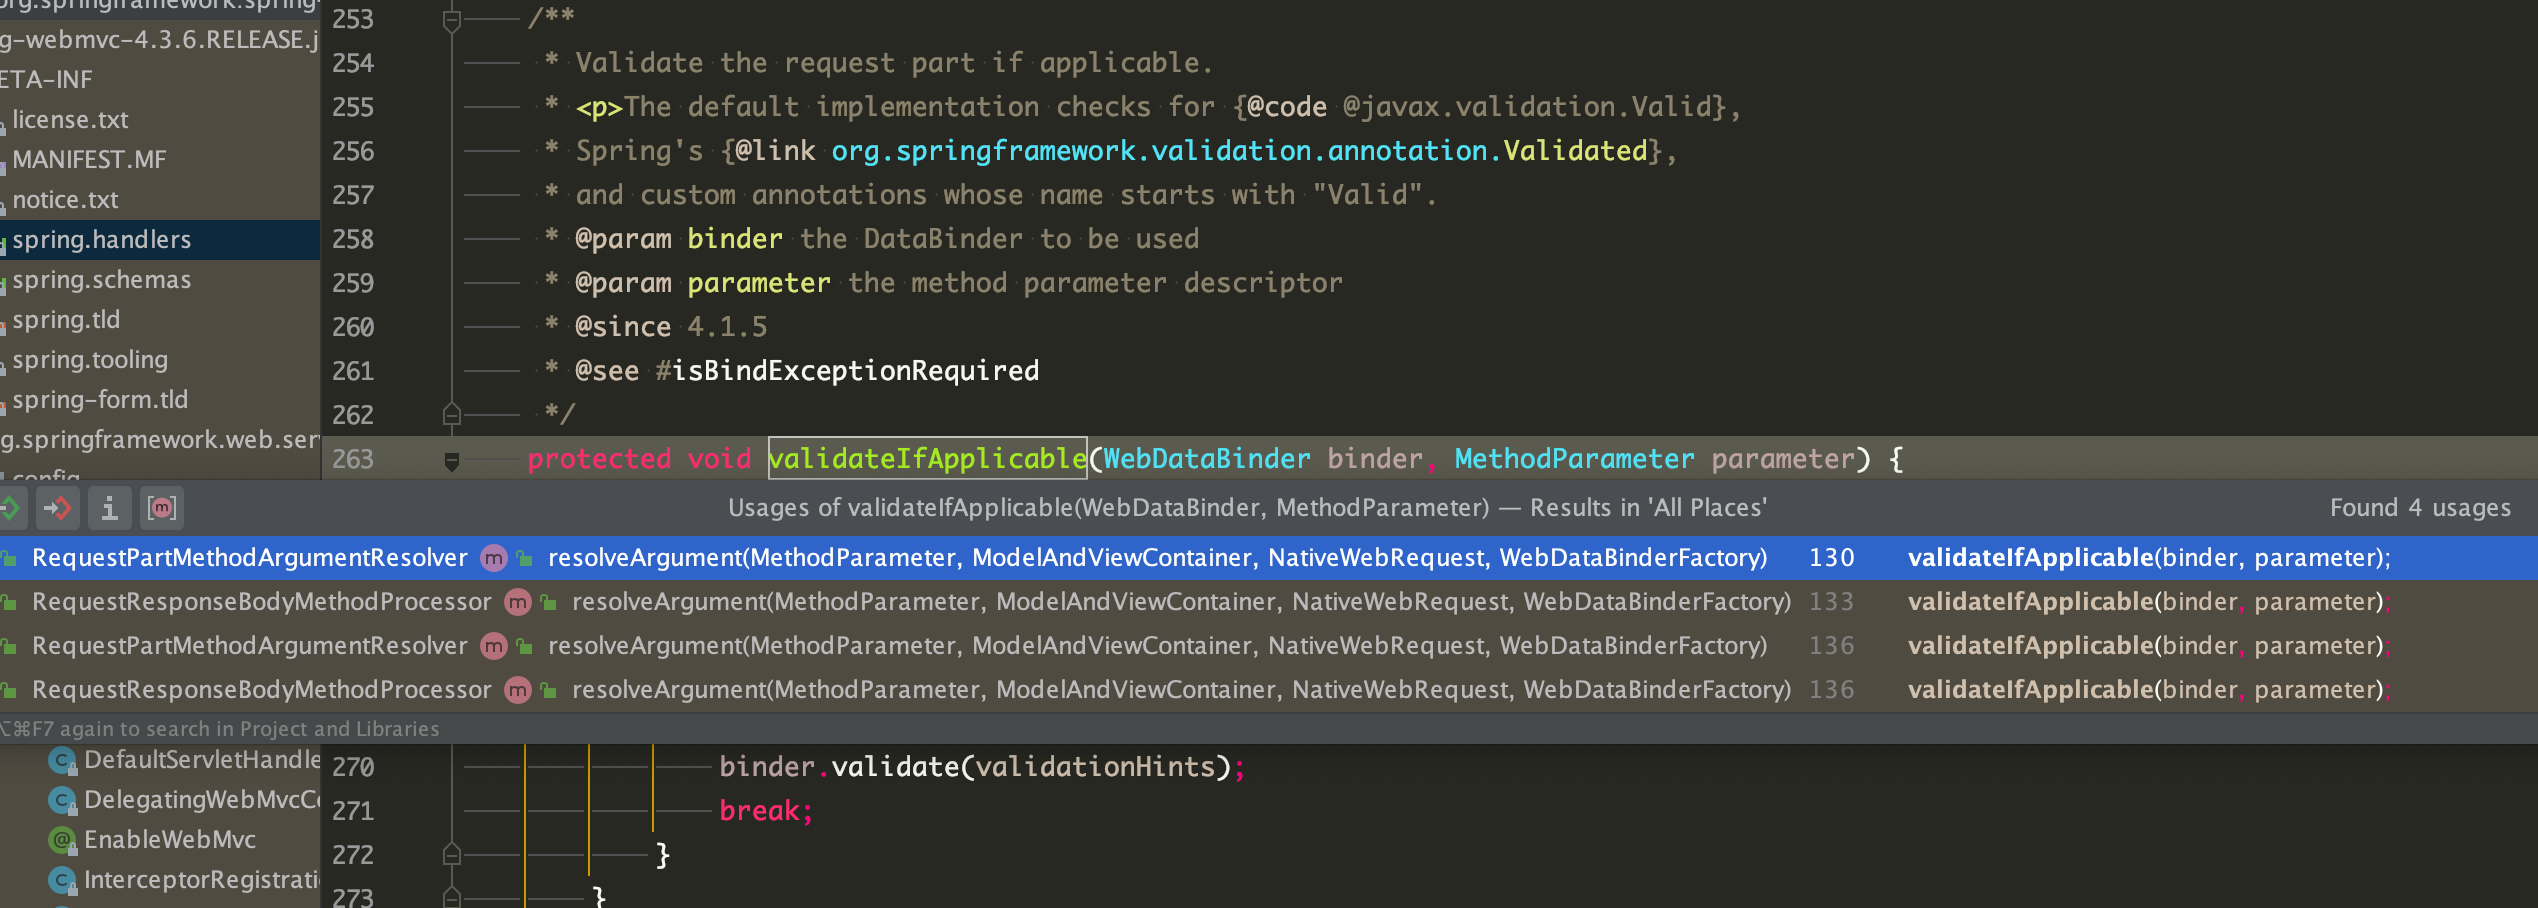 org.springframework.spring-
g-webmvc-4.3.6.RELEASE.j
ETA-INF
license.txt
MANIFEST.MF
notice.txt
spring.handlers
spring.schemas
spring.tld
spring.tooling
spring-form.tld
g.springframework.web.ser
config
253 /**
254 * Validate the request part if applicable.
255 * <p>The default implementation checks for {@code @javax.validation.Valid},
256 * Spring's {@link org.springframework.validation.annotation.Validated},
257 * and custom annotations whose name starts with "Valid".
258 * @param binder the DataBinder to be used
259 * @param parameter the method parameter descriptor
260 * @since 4.1.5
261 * @see #isBindExceptionRequired
262 */
263 protected void validateIfApplicable(WebDataBinder binder, MethodParameter parameter) {
Usages of validateIfApplicable(WebDataBinder, MethodParameter) — Results in 'All Places' Found 4 usages
RequestPartMethodArgumentResolver m resolveArgument(MethodParameter, ModelAndViewContainer, NativeWebRequest, WebDataBinderFactory) 130 validateIfApplicable(binder, parameter);
RequestResponseBodyMethodProcessor m resolveArgument(MethodParameter, ModelAndViewContainer, NativeWebRequest, WebDataBinderFactory) 133 validateIfApplicable(binder, parameter);
RequestPartMethodArgumentResolver m resolveArgument(MethodParameter, ModelAndViewContainer, NativeWebRequest, WebDataBinderFactory) 136 validateIfApplicable(binder, parameter);
RequestResponseBodyMethodProcessor m resolveArgument(MethodParameter, ModelAndViewContainer, NativeWebRequest, WebDataBinderFactory) 136 validateIfApplicable(binder, parameter);
⌥⌘F7 again to search in Project and Libraries
C DefaultServletHandle
C DelegatingWebMvcCo
@ EnableWebMvc
C InterceptorRegistrati
270 binder.validate(validationHints);
271 break;
272 }
273 }